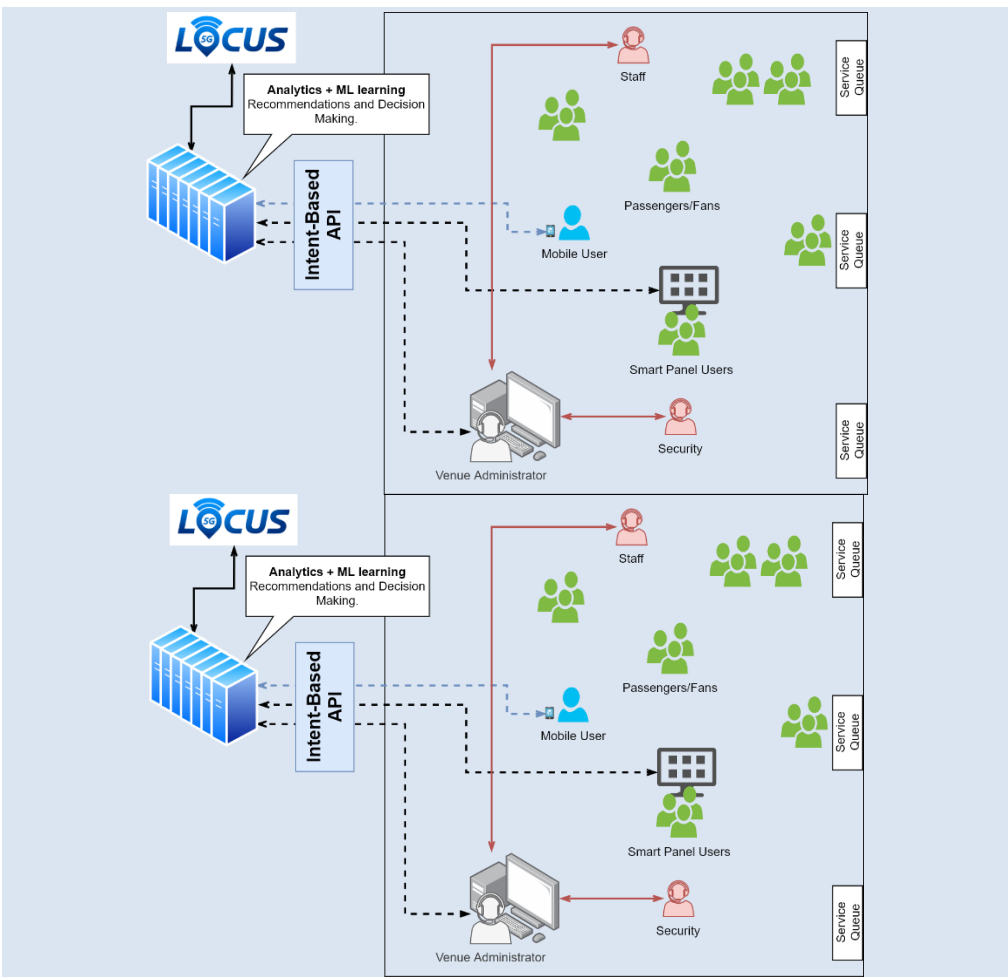 LOCUS
5G
Analytics + ML learning
Recommendations and Decision
Making.
Intent-Based
API
Staff
Service
Queue
Passengers/Fans
Mobile User
Service
Queue
Smart Panel Users
Security
Venue Administrator
Service
Queue
LOCUS
5G
Analytics + ML learning
Recommendations and Decision
Making.
Intent-Based
API
Staff
Service
Queue
Passengers/Fans
Mobile User
Service
Queue
Smart Panel Users
Security
Venue Administrator
Service
Queue